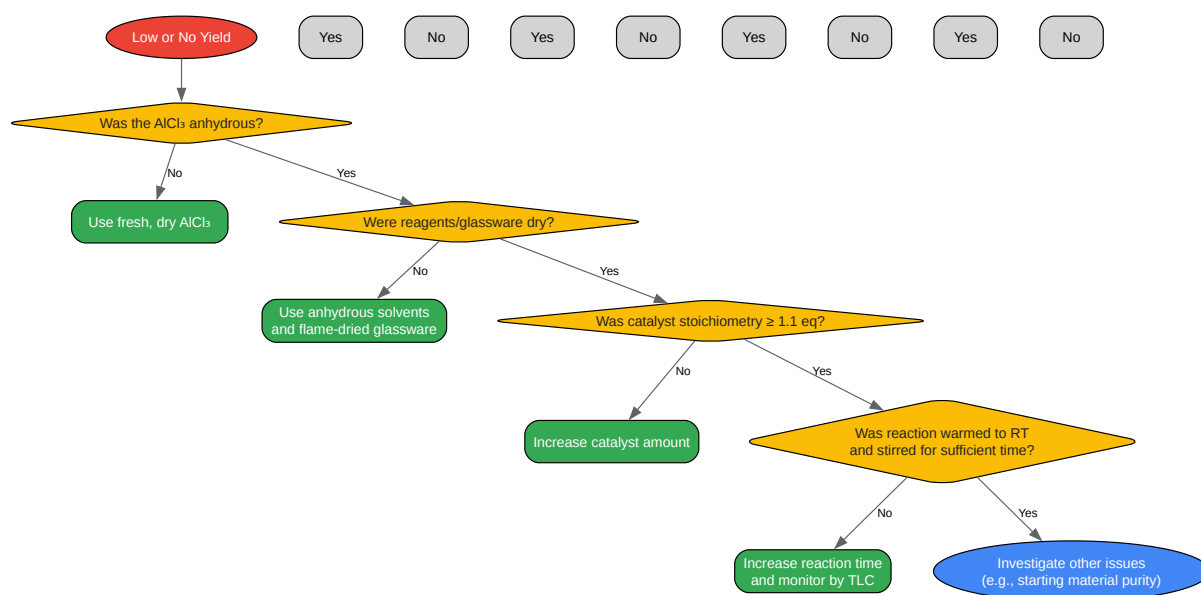 Low or No Yield
Yes
No
Yes
No
Yes
No
Yes
No
Was the AlCl₃ anhydrous?
No
Yes
Use fresh, dry AlCl₃
Were reagents/glassware dry?
No
Yes
Use anhydrous solvents
and flame-dried glassware
Was catalyst stoichiometry ≥ 1.1 eq?
No
Yes
Increase catalyst amount
Was reaction warmed to RT
and stirred for sufficient time?
No
Yes
Increase reaction time
and monitor by TLC
Investigate other issues
(e.g., starting material purity)